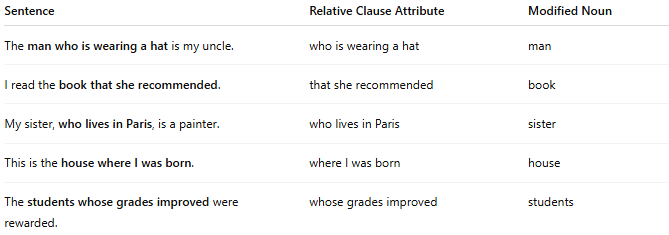 Sentence Relative Clause Attribute Modified Noun
The man who is wearing a hat is my uncle. who is wearing a hat man
I read the book that she recommended. that she recommended book
My sister, who lives in Paris, is a painter. who lives in Paris sister
This is the house where I was born. where I was born house
The students whose grades improved were whose grades improved students
rewarded.